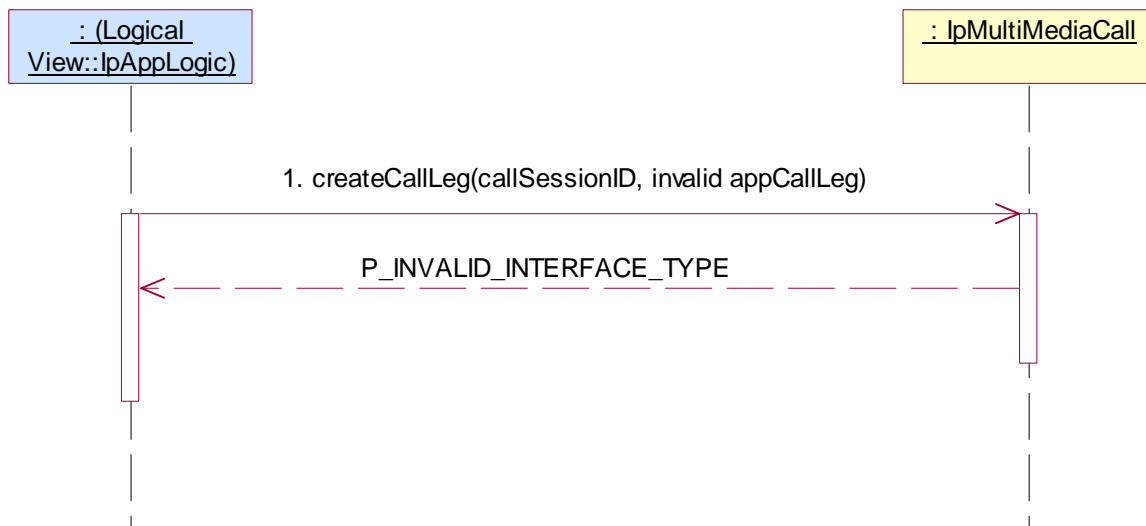 : (Logical
View::IpAppLogic)
: IpMultiMediaCall
1. createCallLeg(callSessionID, invalid appCallLeg)
P_INVALID_INTERFACE_TYPE